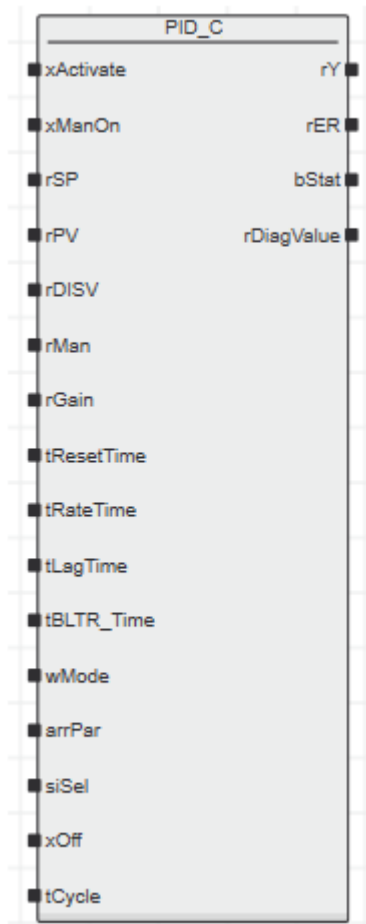 PID_C
xActivate rY
xManOn rER
rSP bStat
rPV rDiagValue
rDISV
rMan
rGain
tResetTime
tRateTime
tLagTime
tBLTR_Time
wMode
arrPar
siSel
xOff
tCycle